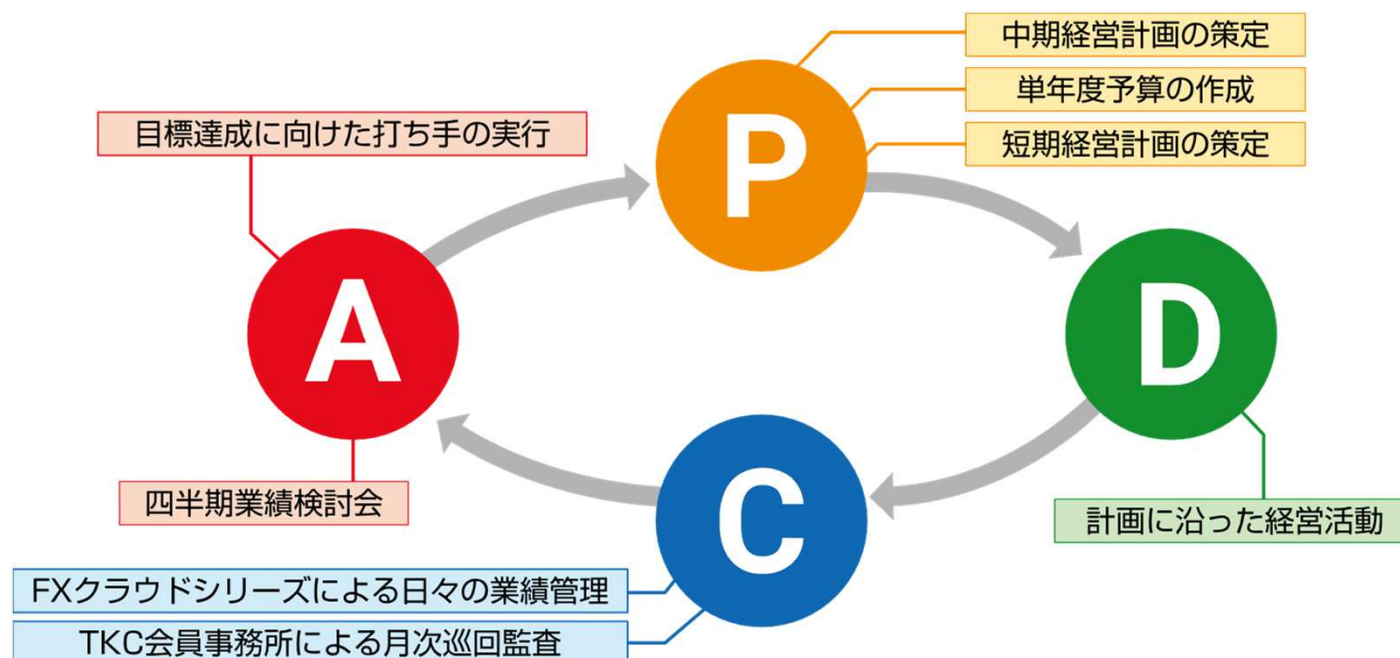 中期経営計画の策定
単年度予算の作成
短期経営計画の策定
目標達成に向けた打ち手の実行
P
A
D
C
四半期業績検討会
計画に沿った経営活動
FXクラウドシリーズによる日々の業績管理
TKC会員事務所による月次巡回監査